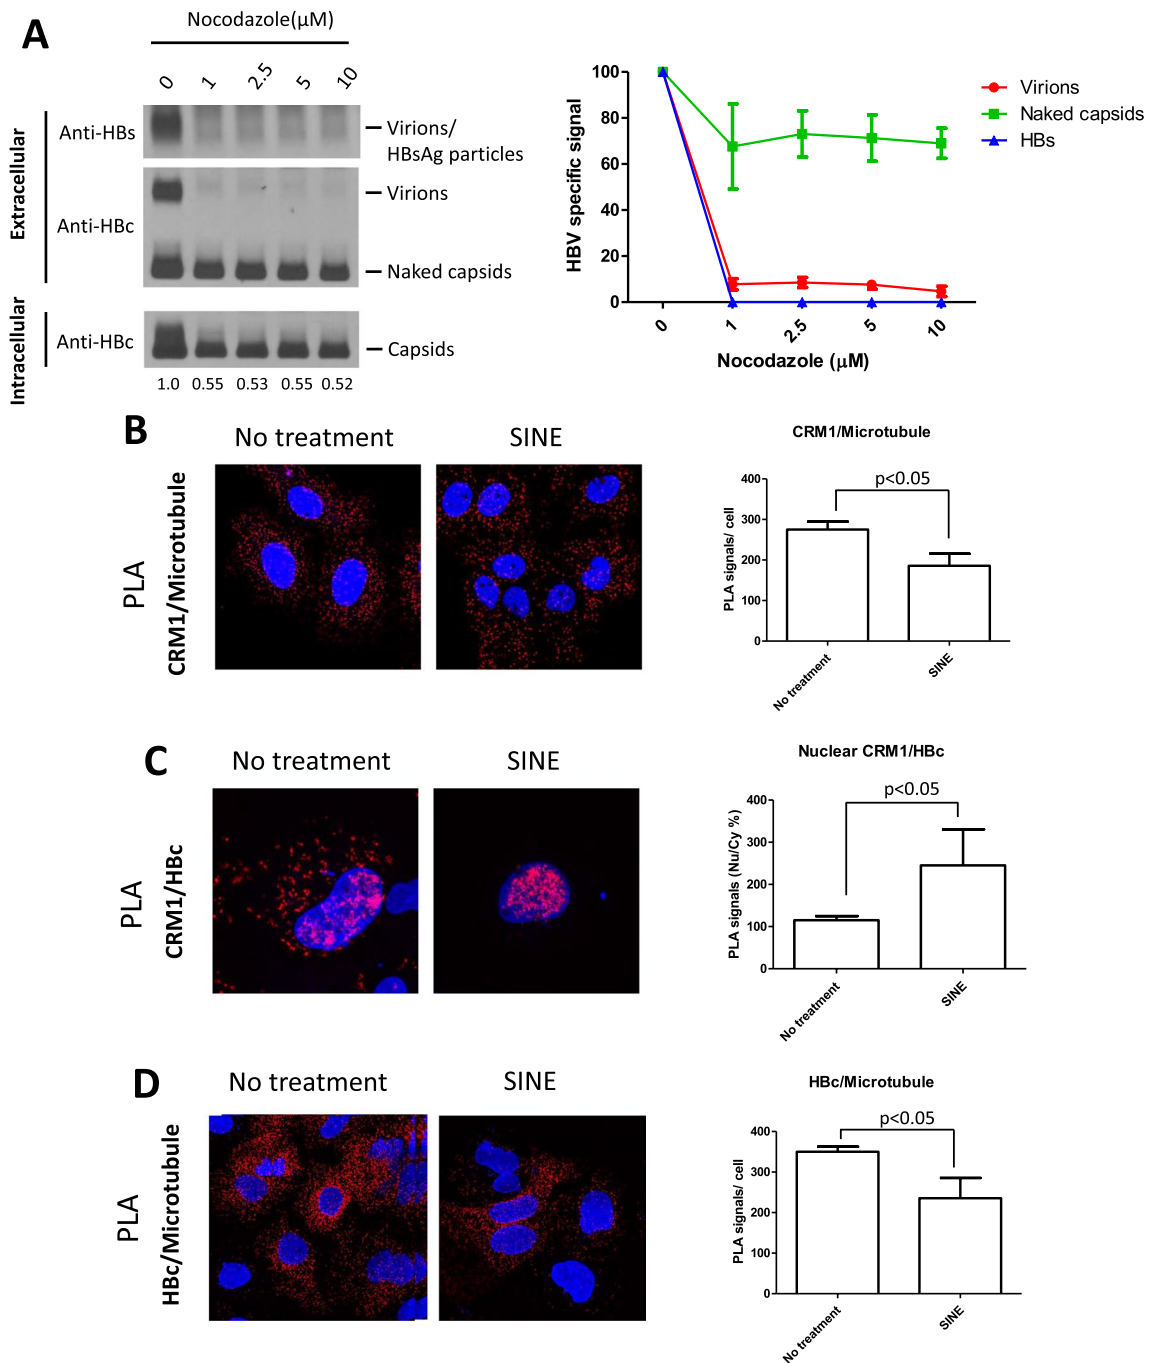 A
Nocodazole(µM)
0 1 2.5 5 10
Extracellular
Anti-HBs
Virions/
HBsAg particles
Anti-HBc
Virions
Naked capsids
Intracellular
Anti-HBc
Capsids
1.0 0.55 0.53 0.55 0.52
HBV specific signal
100
80
60
40
20
0
0 1 2.5 5 10
Nocodazole (µM)
Virions
Naked capsids
HBs
B
No treatment SINE
PLA
CRM1/Microtubule
CRM1/Microtubule
p<0.05
PLA signals/ cell
400
300
200
100
0
No treatment
SINE
C
No treatment SINE
PLA
CRM1/HBc
Nuclear CRM1/HBc
p<0.05
PLA signals (Nu/Cy %)
400
300
200
100
0
No treatment
SINE
D
No treatment SINE
PLA
HBc/Microtubule
HBc/Microtubule
p<0.05
PLA signals/ cell
400
300
200
100
0
No treatment
SINE